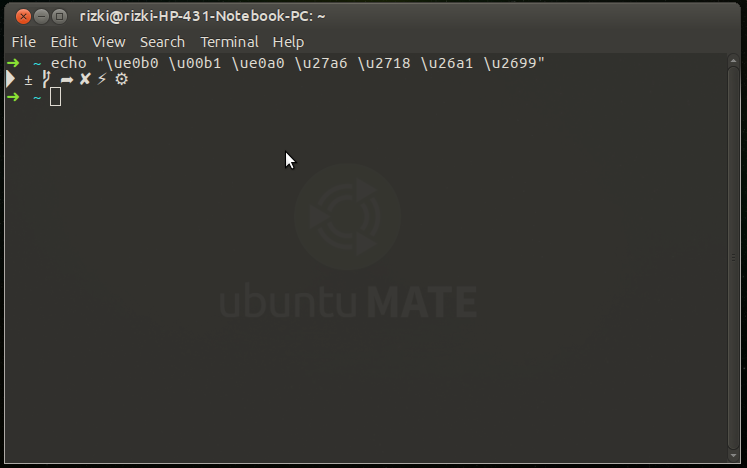 rizki@rizki-HP-431-Notebook-PC: ~
File Edit View Search Terminal Help
➜ ~ echo "\ue0b0 \u00b1 \ue0a0 \u27a6 \u2718 \u26a1 \u2699"
 ±  ➦ ✘ ⚡ ⚙
➜ ~
ubuntu MATE